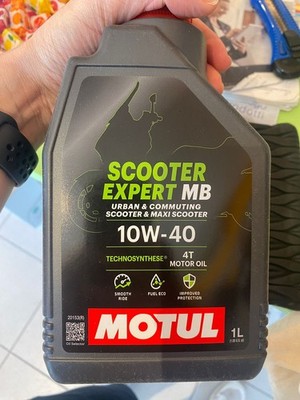 SCOOTER
EXPERT MB
URBAN & COMMUTING
SCOOTER & MAXI SCOOTER
10W-40
TECHNOSYNTHESE®
4T
MOTOR OIL
SMOOTH
RIDE
FUEL ECO
IMPROVED
PROTECTION
MOTUL
1L